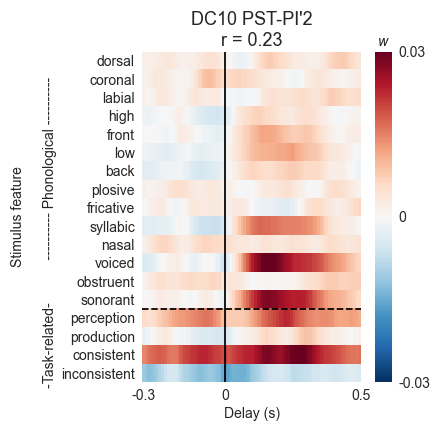 DC10 PST-PI'2
r = 0.23
w
dorsal
coronal
labial
high
front
low
back
plosive
fricative
syllabic
nasal
voiced
obstruent
sonorant
perception
production
consistent
inconsistent
Stimulus feature
----------- Phonological ----------
-Task-related-
-0.3
0
0.5
Delay (s)
0.03
0
-0.03